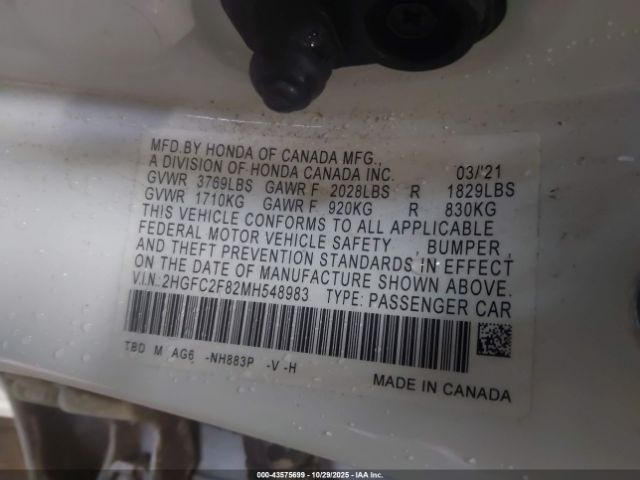 MFD.BY HONDA OF CANADA MFG.,
A DIVISION OF HONDA CANADA INC. 03/'21
GVWR 3769LBS GAWR F 2028LBS R 1829LBS
GVWR 1710KG GAWR F 920KG R 830KG
THIS VEHICLE CONFORMS TO ALL APPLICABLE
FEDERAL MOTOR VEHICLE SAFETY , BUMPER ,
AND THEFT PREVENTION STANDARDS IN EFFECT
ON THE DATE OF MANUFACTURE SHOWN ABOVE.
V.I.N.:2HGFC2F82MH548983 TYPE: PASSENGER CAR
TBD M AG6 -NH883P -V -H
MADE IN CANADA
000-43575699 - 10/29/2025 - IAA Inc.